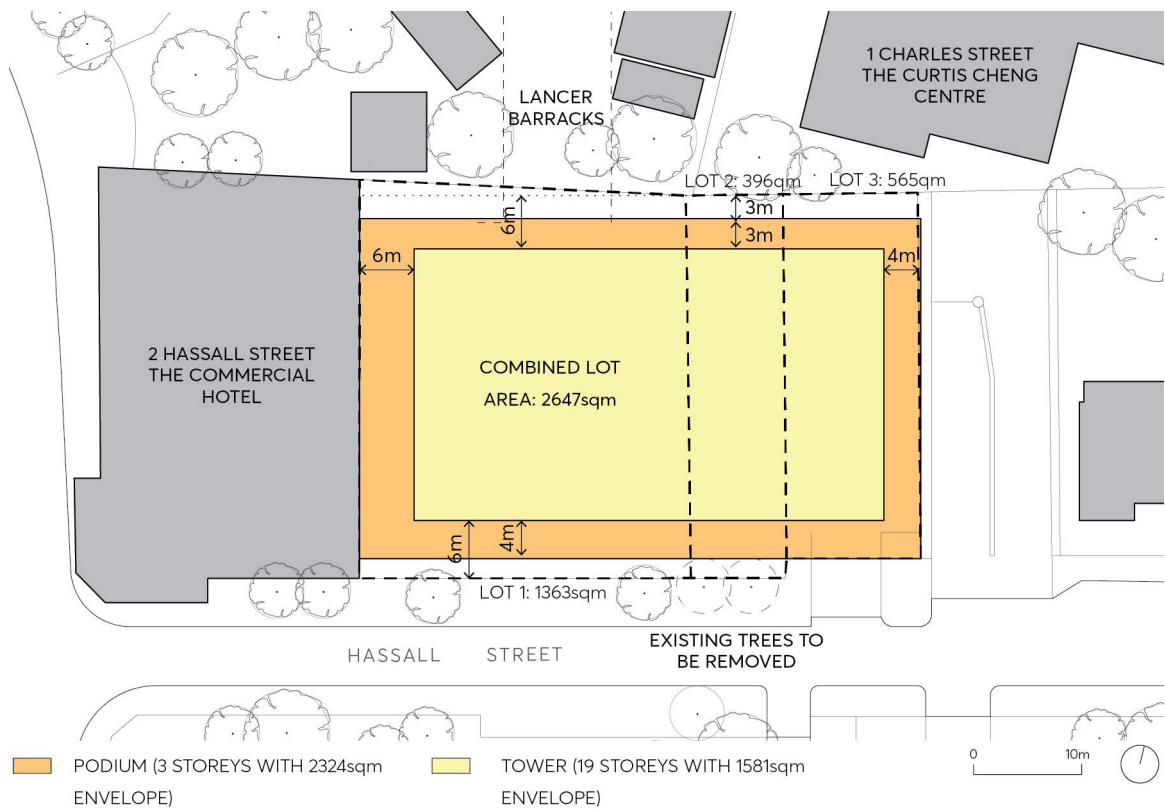 1 CHARLES STREET
THE CURTIS CHENG
CENTRE
LANCER
BARRACKS
LOT 2: 396qm
LOT 3: 565qm
6m
3m
3m
6m
4m
2 HASSALL STREET
THE COMMERCIAL
HOTEL
COMBINED LOT
AREA: 2647sqm
6m
4m
LOT 1: 1363sqm
EXISTING TREES TO
BE REMOVED
HASSALL STREET
PODIUM (3 STOREYS WITH 2324sqm
ENVELOPE)
TOWER (19 STOREYS WITH 1581sqm
ENVELOPE)
0 10m